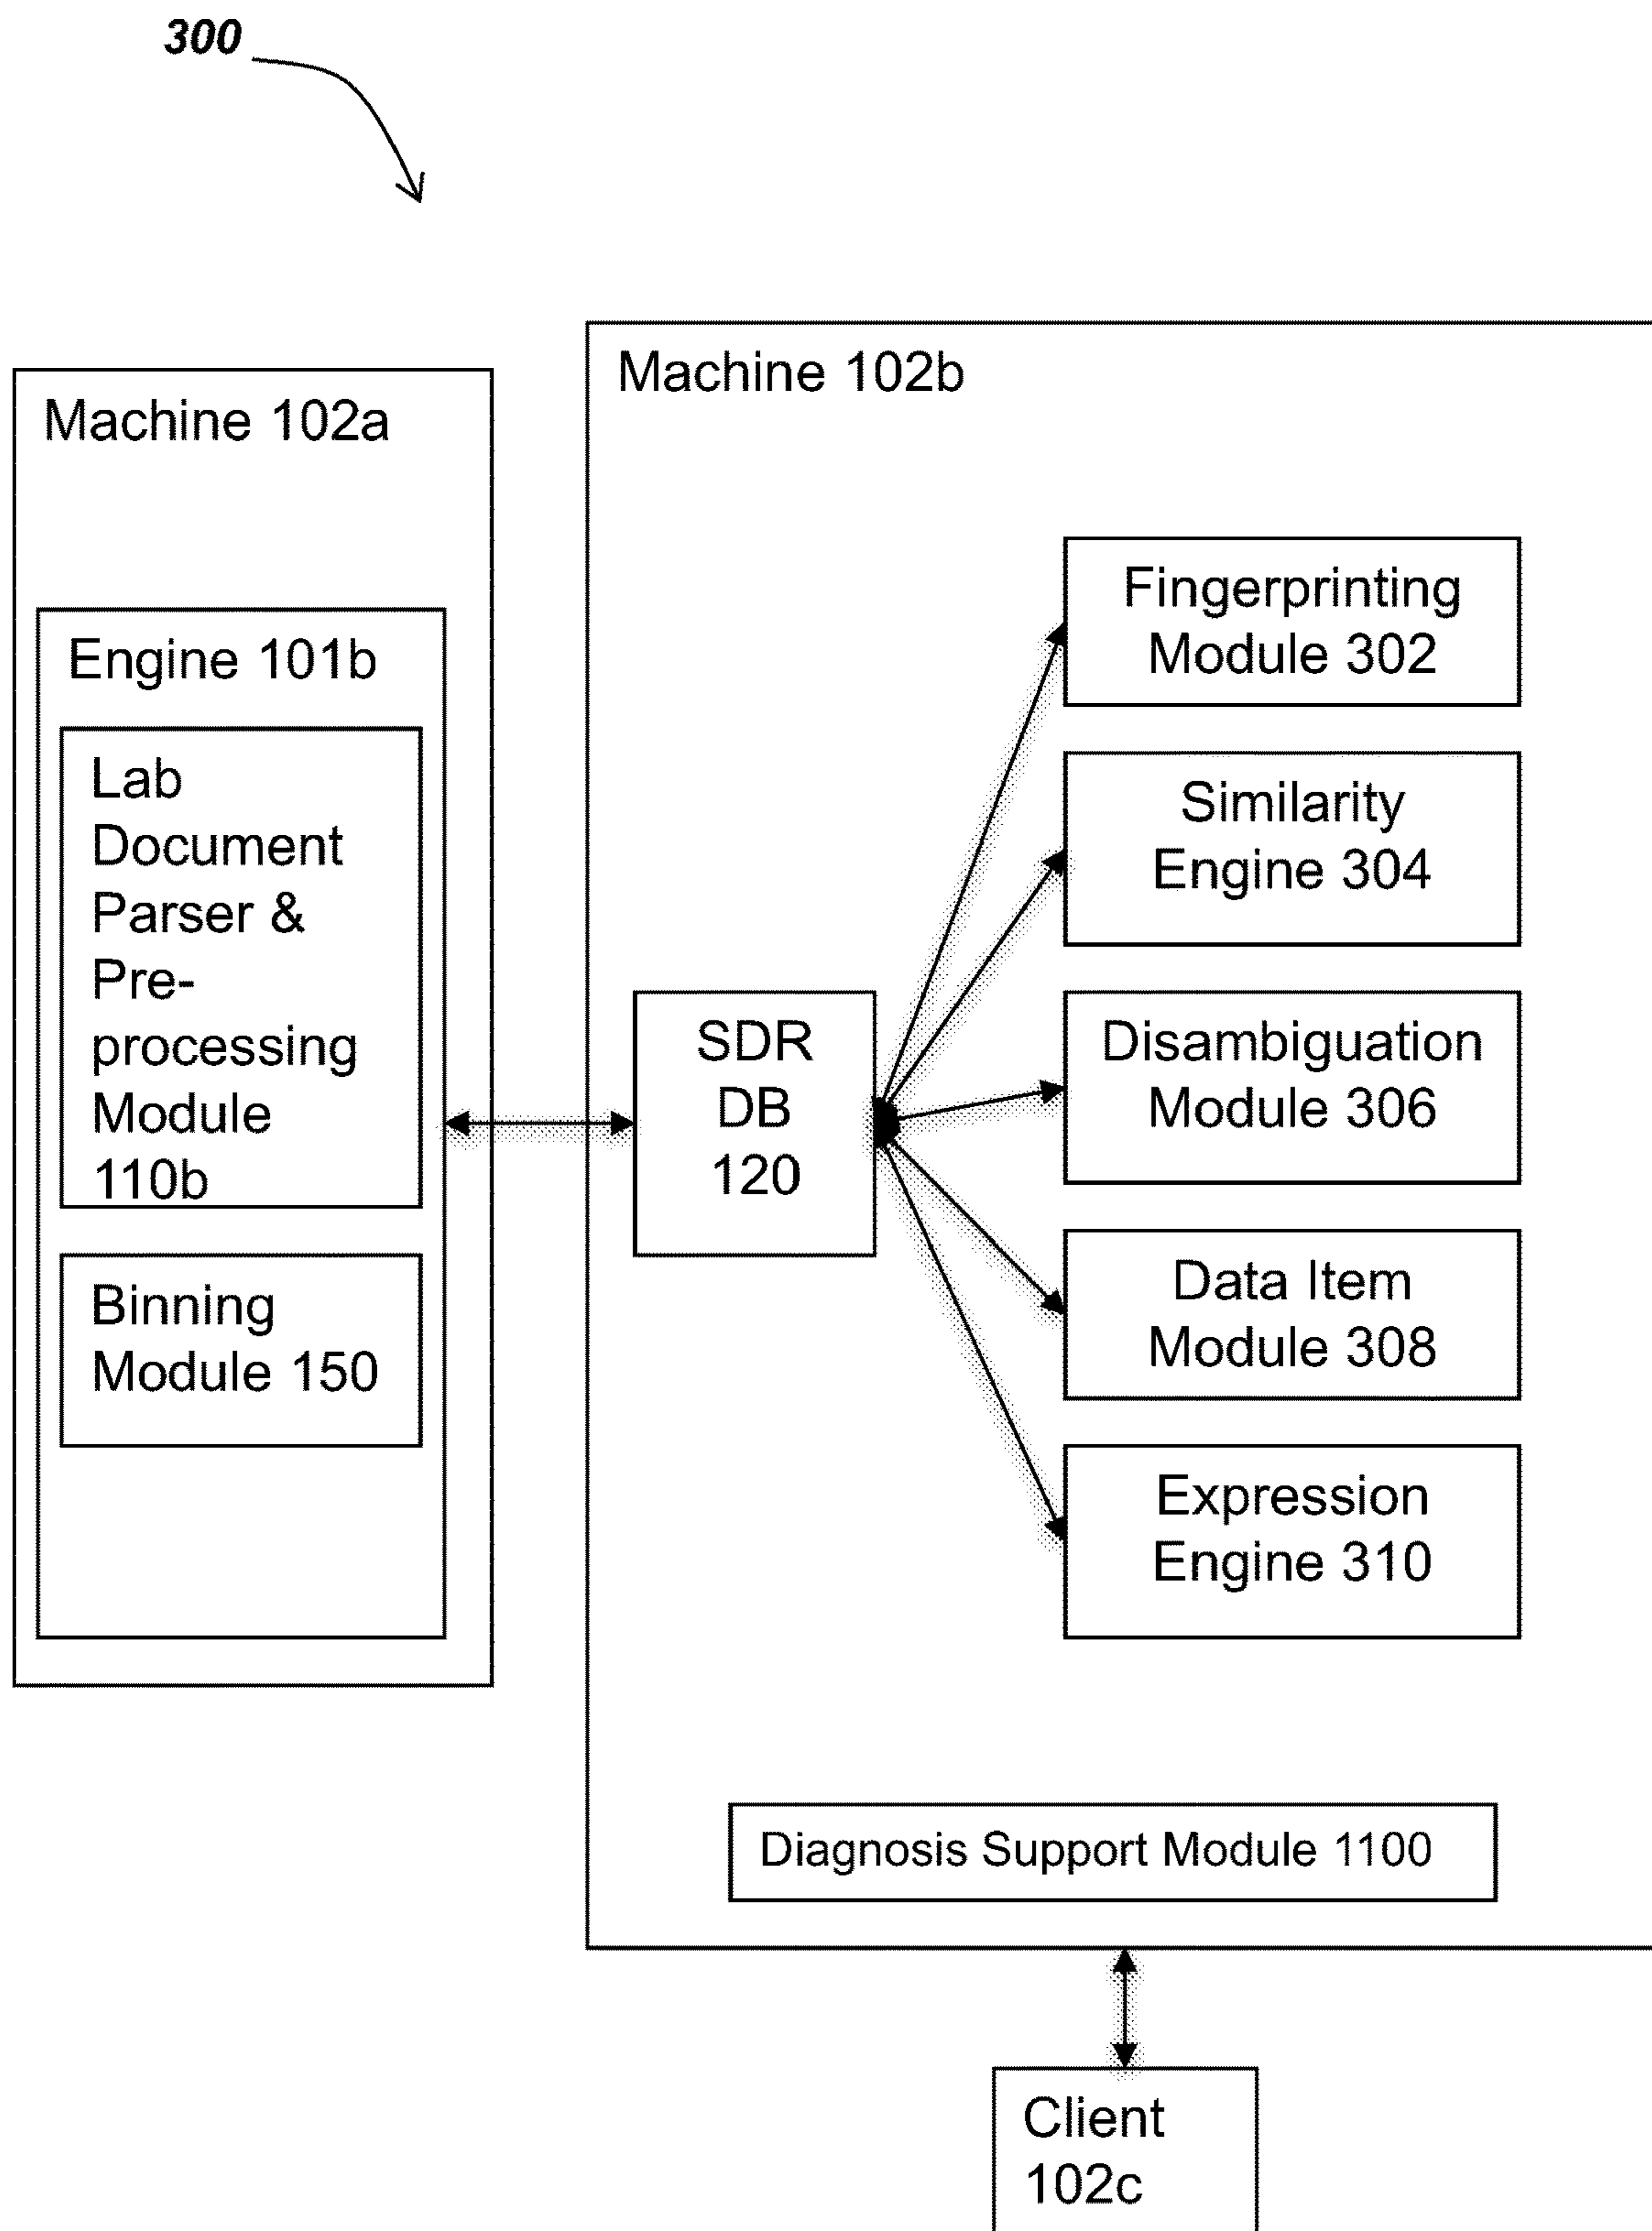 300
Machine 102a
Engine 101b
Lab
Document
Parser &
Pre-
processing
Module
110b
Binning
Module 150
Machine 102b
SDR
DB
120
Fingerprinting
Module 302
Similarity
Engine 304
Disambiguation
Module 306
Data Item
Module 308
Expression
Engine 310
Diagnosis Support Module 1100
Client
102c